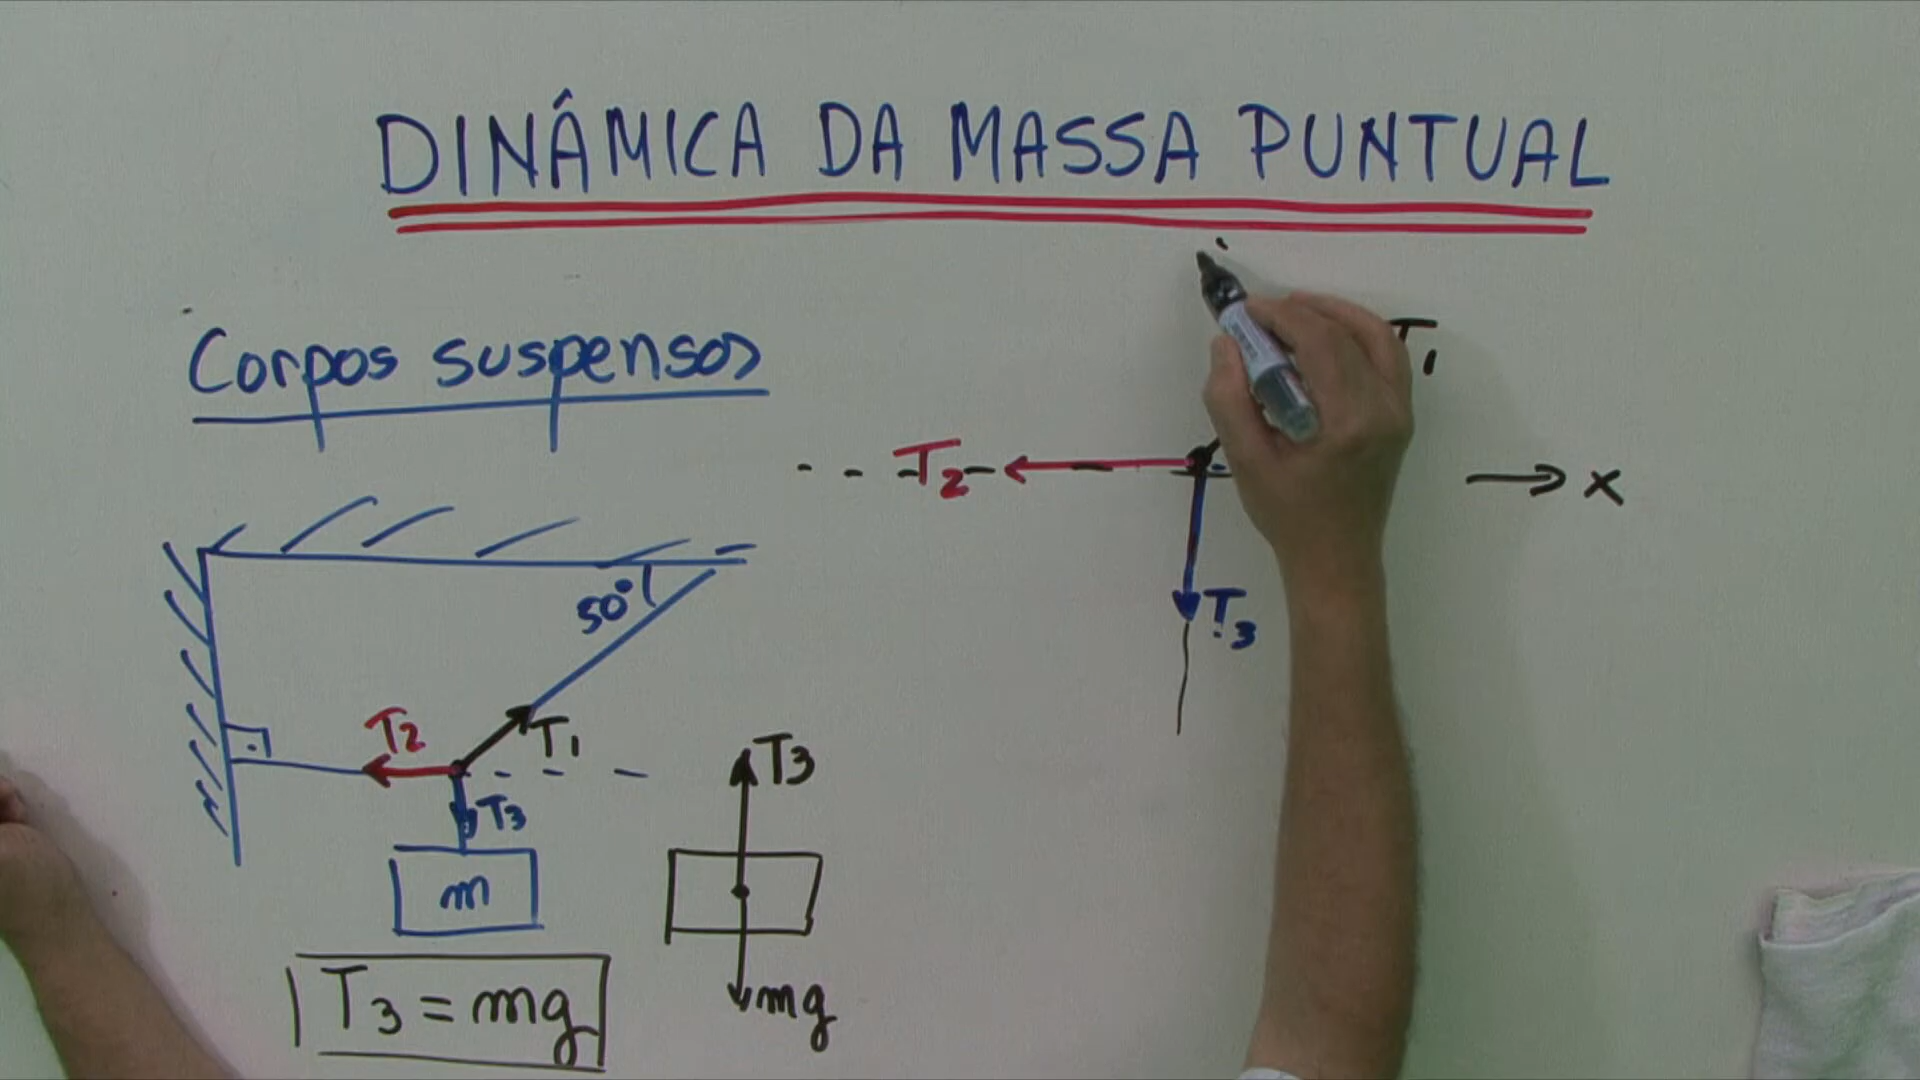 DINÂMICA DA MASSA PUNTUAL
Corpos suspensos
50°
T2
T1
T3
m
T3 = mg
T3
mg
T1
T2
x
T3